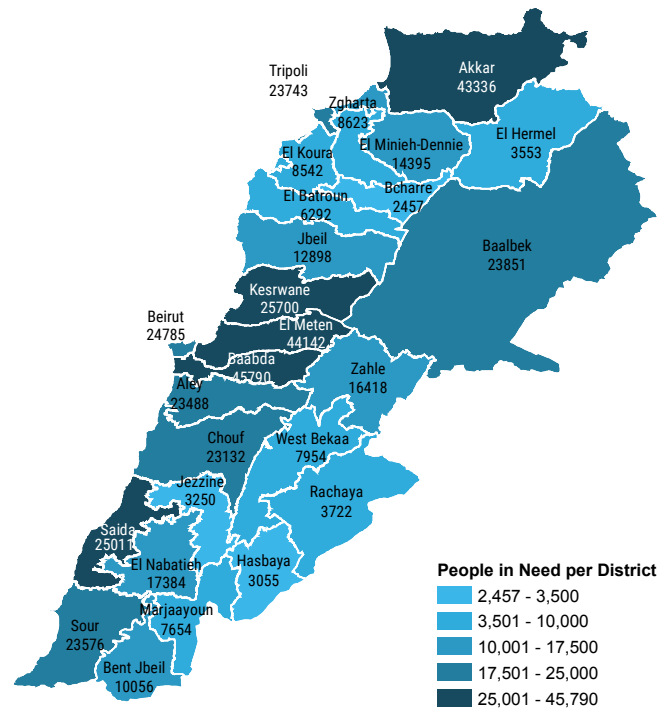 Akkar
43336
Tripoli
23743
Zgharta
8623
El Hermel
3553
El Minieh-Dennie
14395
El Koura
8542
Bcharre
2457
El Batroun
6292
Jbeil
12898
Baalbek
23851
Kesrwane
25700
Beirut
24785
El Meten
44142
Baabda
45790
Zahle
16418
Aley
23488
Chouf
23132
West Bekaa
7954
Jezzine
3250
Rachaya
3722
Saida
25011
El Nabatieh
17384
Hasbaya
3055
Marjaayoun
7654
Sour
23576
Bent Jbeil
10056
People in Need per District
2,457 - 3,500
3,501 - 10,000
10,001 - 17,500
17,501 - 25,000
25,001 - 45,790